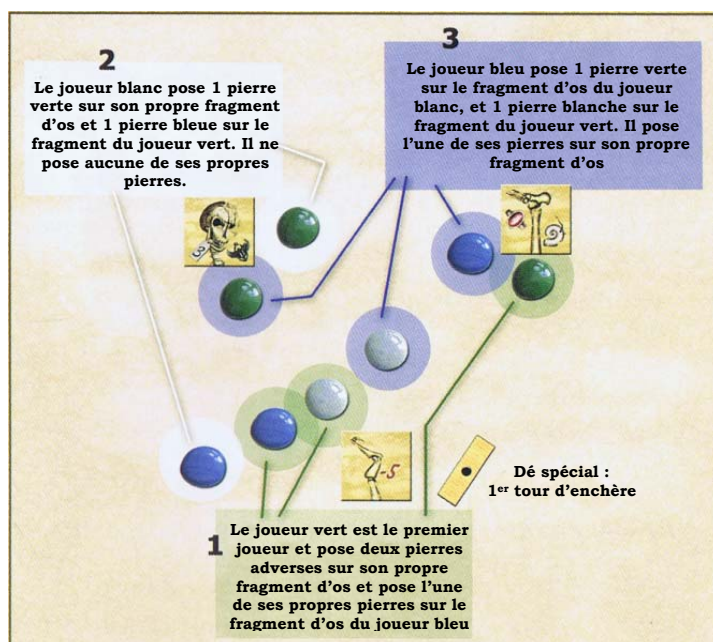 2
Le joueur blanc pose 1 pierre
verte sur son propre fragment
d'os et 1 pierre bleue sur le
fragment du joueur vert. Il ne
pose aucune de ses propres
pierres.
3
Le joueur bleu pose 1 pierre verte
sur le fragment d'os du joueur
blanc, et 1 pierre blanche sur le
fragment du joueur vert. Il pose
l'une de ses pierres sur son propre
fragment d'os
-5
Dé spécial :
1er tour d'enchère
1
Le joueur vert est le premier
joueur et pose deux pierres
adverses sur son propre
fragment d'os et pose l'une
de ses propres pierres sur le
fragment d'os du joueur bleu